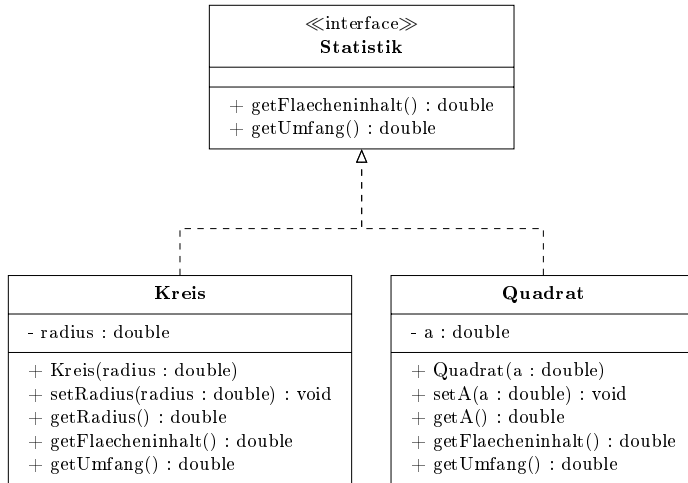 ≪interface≫
Statistik
+ getFlaecheninhalt() : double
+ getUmfang() : double
Kreis
- radius : double
+ Kreis(radius : double)
+ setRadius(radius : double) : void
+ getRadius() : double
+ getFlaecheninhalt() : double
+ getUmfang() : double
Quadrat
- a : double
+ Quadrat(a : double)
+ setA(a : double) : void
+ getA() : double
+ getFlaecheninhalt() : double
+ getUmfang() : double